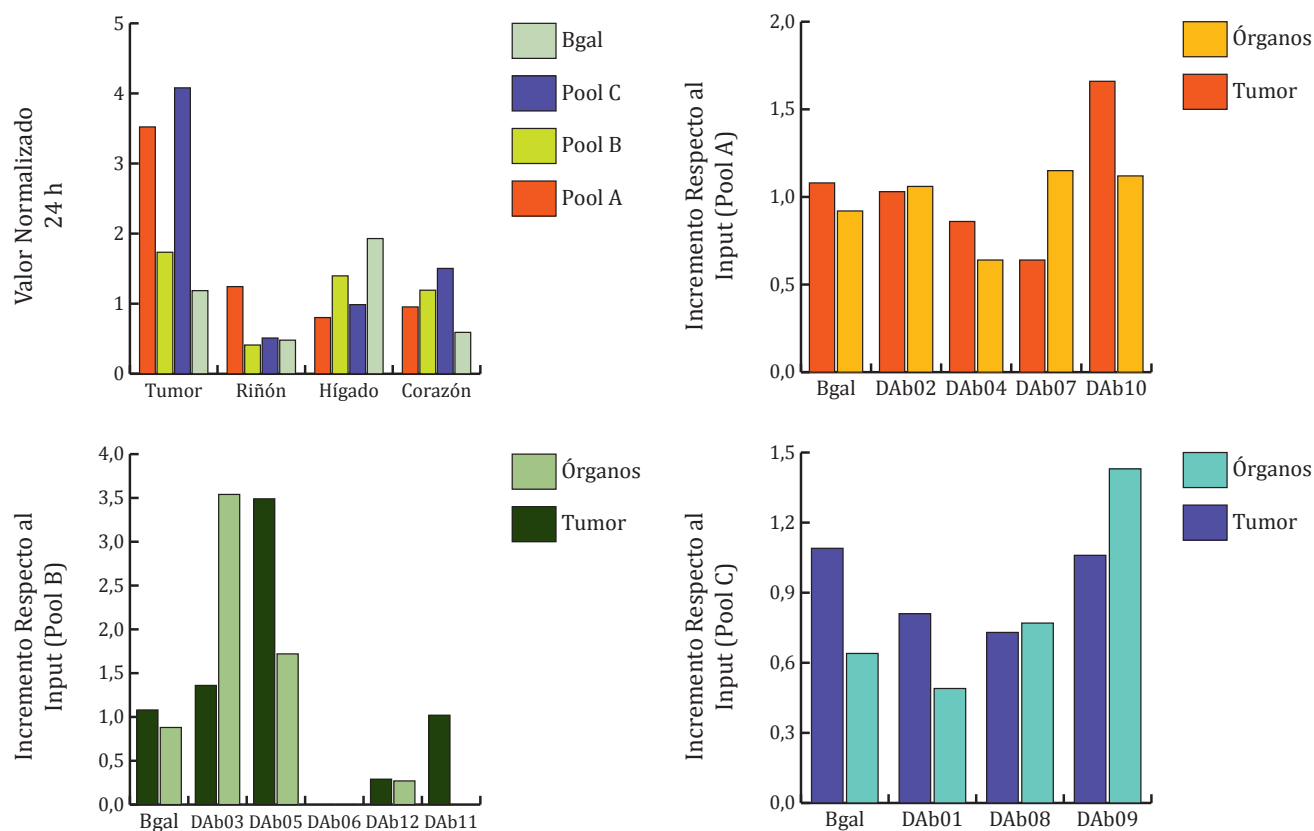 Valor Normalizado
24 h
5
4
3
2
1
0
Tumor Riñón Hígado Corazón
Bgal
Pool C
Pool B
Pool A
Incremento Respecto al
Input (Pool A)
2,0
1,5
1,0
0,5
0,0
Bgal DAb02 DAb04 DAb07 DAb10
Órganos
Tumor
Incremento Respecto al
Input (Pool B)
4,0
3,5
3,0
2,5
2,0
1,5
1,0
0,5
0,0
Bgal DAb03 DAb05 DAb06 DAb12 DAb11
Órganos
Tumor
Incremento Respecto al
Input (Pool C)
1,5
1,2
0,9
0,6
0,3
0,0
Bgal DAb01 DAb08 DAb09
Órganos
Tumor